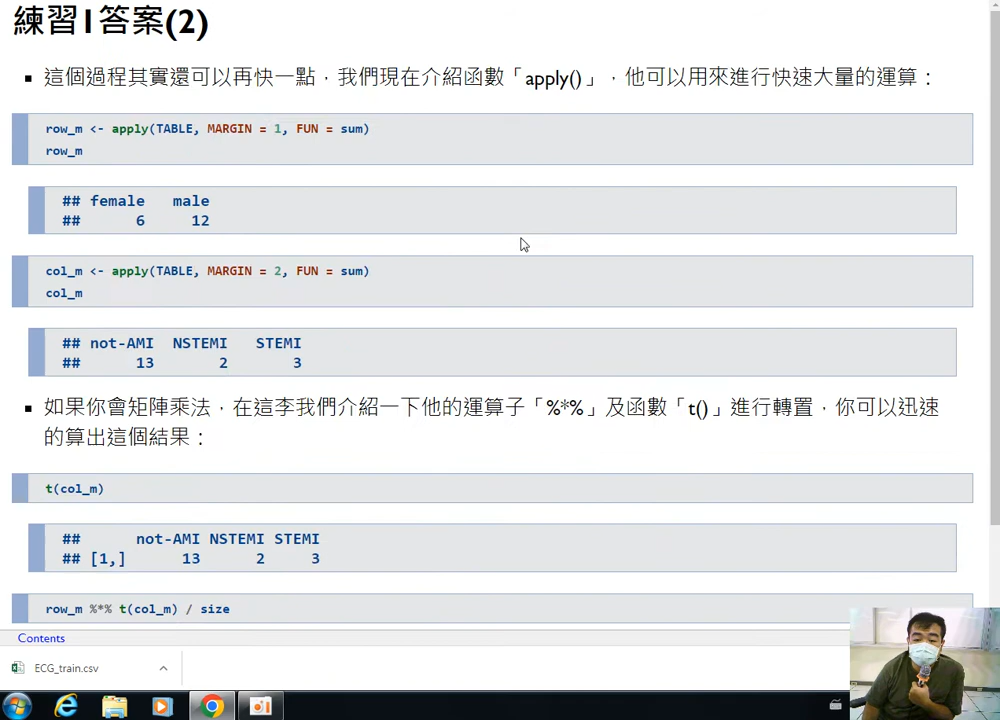 練習1答案(2)
▪ 這個過程其實還可以再快一點，我們現在介紹函數「apply()」，他可以用來進行快速大量的運算：
row_m <- apply(TABLE, MARGIN = 1, FUN = sum)
row_m
## female   male
##      6     12
col_m <- apply(TABLE, MARGIN = 2, FUN = sum)
col_m
## not-AMI  NSTEMI   STEMI
##      13       2       3
▪ 如果你會矩陣乘法，在這李我們介紹一下他的運算子「%*%」及函數「t()」進行轉置，你可以迅速
的算出這個結果：
t(col_m)
##      not-AMI NSTEMI STEMI
## [1,]      13      2     3
row_m %*% t(col_m) / size
Contents
ECG_train.csv